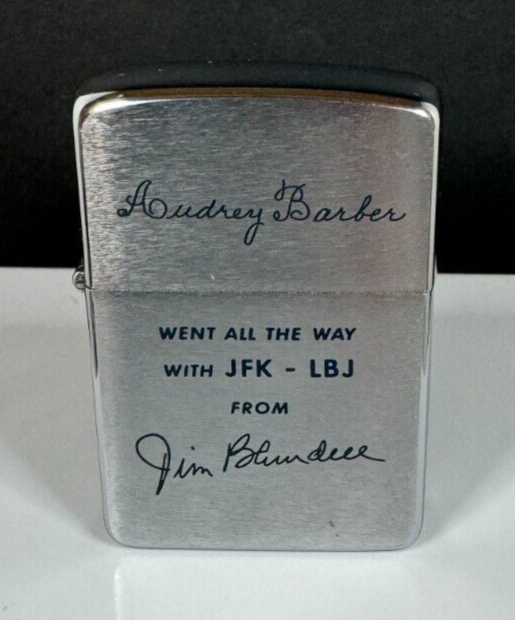 Audrey Barber
WENT ALL THE WAY
WITH JFK - LBJ
FROM
Jim Blundell